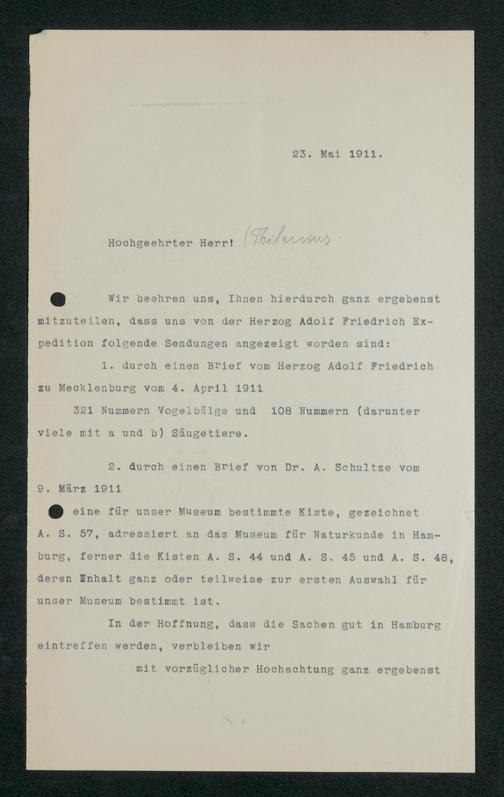 23. Mai 1911.
Hochgeehrter Herr! (Thilenius.
Wir beehren uns, Ihnen hierdurch ganz ergebenst
mitzuteilen, dass uns von der Herzog Adolf Friedrich Ex-
pedition folgende Sendungen angezeigt worden sind:
1. durch einen Brief vom Herzog Adolf Friedrich
zu Mecklenburg vom 4. April 1911
321 Nummern Vogelbälge und 108 Nummern (darunter
viele mit a und b) Säugetiere.
2. durch einen Brief von Dr. A. Schultze vom
9. März 1911
eine für unser Museum bestimmte Kiste, gezeichnet
A. S. 57, adressiert an das Museum für Naturkunde in Ham-
burg, ferner die Kisten A. S. 44 und A. S. 45 und A. S. 48,
deren Inhalt ganz oder teilweise zur ersten Auswahl für
unser Museum bestimmt ist.
In der Hoffnung, dass die Sachen gut in Hamburg
eintreffen werden, verbleiben wir
mit vorzüglicher Hochachtung ganz ergebenst